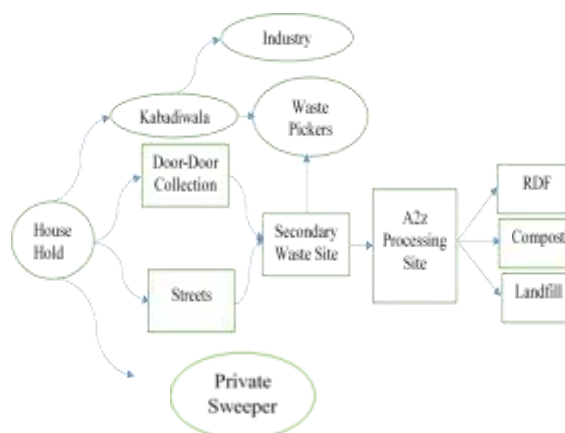 Industry
Kabadiwala
Waste
Pickers
Door-Door
Collection
House
Hold
Secondary
Waste Site
A2z
Processing
Site
RDF
Compost
Landfill
Streets
Private
Sweeper